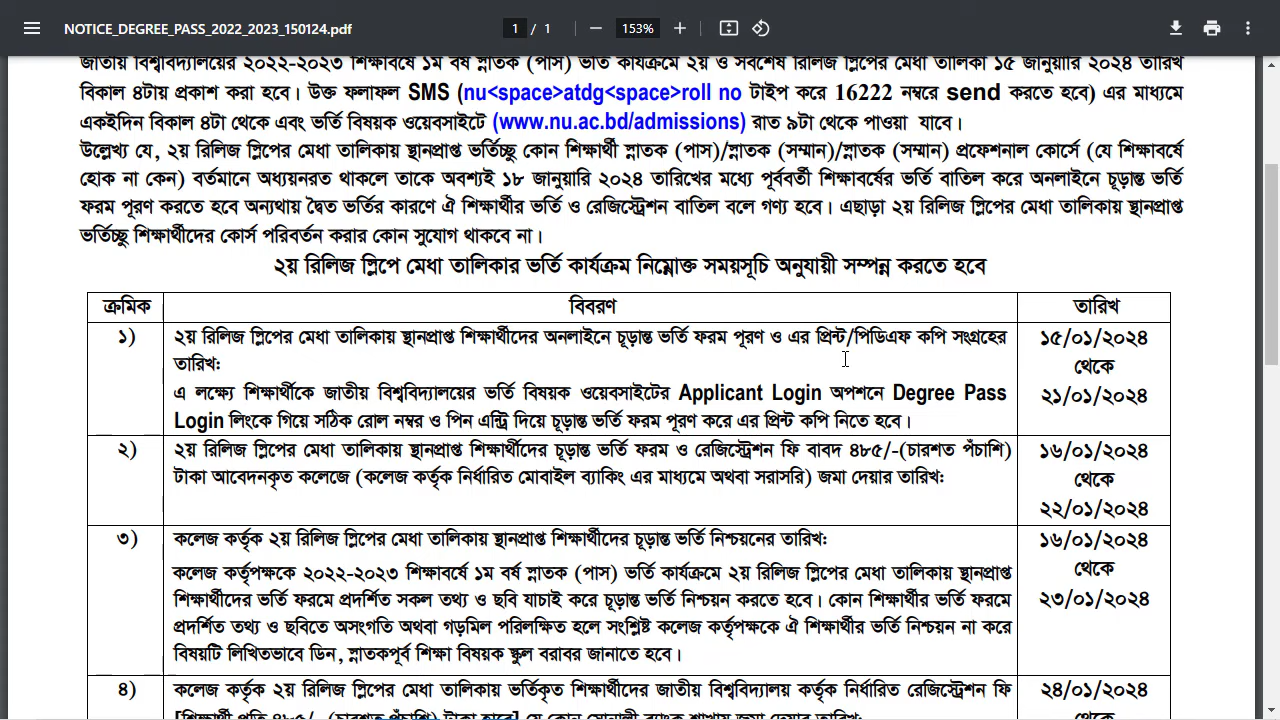 NOTICE_DEGREE_PASS_2022_2023_150124.pdf
1 / 1
153%
জাতীয় বিশ্ববিদ্যালয়ের ২০২২-২০২৩ শিক্ষাবর্ষে ১ম বর্ষ স্নাতক (পাস) ভর্তি কার্যক্রমে ২য় ও সর্বশেষ রিলিজ স্লিপের মেধা তালিকা ১৫ জানুয়ারি ২০২৪ তারিখ
বিকাল ৪টায় প্রকাশ করা হবে। উক্ত ফলাফল SMS (nu<space>atdg<space>roll no টাইপ করে 16222 নম্বরে send করতে হবে) এর মাধ্যমে
একইদিন বিকাল ৪টা থেকে এবং ভর্তি বিষয়ক ওয়েবসাইটে (www.nu.ac.bd/admissions) রাত ৯টা থেকে পাওয়া যাবে।
উল্লেখ্য যে, ২য় রিলিজ স্লিপের মেধা তালিকায় স্থানপ্রাপ্ত ভর্তিচ্ছু কোন শিক্ষার্থী স্নাতক (পাস)/স্নাতক (সম্মান)/স্নাতক (সম্মান) প্রফেশনাল কোর্সে (যে শিক্ষাবর্ষে
হোক না কেন) বর্তমানে অধ্যয়নরত থাকলে তাকে অবশ্যই ১৮ জানুয়ারি ২০২৪ তারিখের মধ্যে পূর্ববর্তী শিক্ষাবর্ষের ভর্তি বাতিল করে অনলাইনে চূড়ান্ত ভর্তি
ফরম পূরণ করতে হবে অন্যথায় দ্বৈত ভর্তির কারণে ঐ শিক্ষার্থীর ভর্তি ও রেজিস্ট্রেশন বাতিল বলে গণ্য হবে। এছাড়া ২য় রিলিজ স্লিপের মেধা তালিকায় স্থানপ্রাপ্ত
ভর্তিচ্ছু শিক্ষার্থীদের কোর্স পরিবর্তন করার কোন সুযোগ থাকবে না।
২য় রিলিজ স্লিপে মেধা তালিকার ভর্তি কার্যক্রম নিম্নোক্ত সময়সূচি অনুযায়ী সম্পন্ন করতে হবে
ক্রমিক বিবরণ তারিখ
১) ২য় রিলিজ স্লিপের মেধা তালিকায় স্থানপ্রাপ্ত শিক্ষার্থীদের অনলাইনে চূড়ান্ত ভর্তি ফরম পূরণ ও এর প্রিন্ট/পিডিএফ কপি সংগ্রহের ১৫/০১/২০২৪
তারিখ: থেকে
এ লক্ষ্যে শিক্ষার্থীকে জাতীয় বিশ্ববিদ্যালয়ের ভর্তি বিষয়ক ওয়েবসাইটের Applicant Login অপশনে Degree Pass ২১/০১/২০২৪
Login লিংকে গিয়ে সঠিক রোল নম্বর ও পিন এন্ট্রি দিয়ে চূড়ান্ত ভর্তি ফরম পূরণ করে এর প্রিন্ট কপি নিতে হবে।
২) ২য় রিলিজ স্লিপের মেধা তালিকায় স্থানপ্রাপ্ত শিক্ষার্থীদের চূড়ান্ত ভর্তি ফরম ও রেজিস্ট্রেশন ফি বাবদ ৪৮৫/-(চারশত পঁচাশি) ১৬/০১/২০২৪
টাকা আবেদনকৃত কলেজে (কলেজ কর্তৃক নির্ধারিত মোবাইল ব্যাকিং এর মাধ্যমে অথবা সরাসরি) জমা দেয়ার তারিখ: থেকে
২২/০১/২০২৪
৩) কলেজ কর্তৃক ২য় রিলিজ স্লিপের মেধা তালিকায় স্থানপ্রাপ্ত শিক্ষার্থীদের চূড়ান্ত ভর্তি নিশ্চয়নের তারিখ: ১৬/০১/২০২৪
কলেজ কর্তৃপক্ষকে ২০২২-২০২৩ শিক্ষাবর্ষে ১ম বর্ষ স্নাতক (পাস) ভর্তি কার্যক্রমে ২য় রিলিজ স্লিপের মেধা তালিকায় স্থানপ্রাপ্ত থেকে
শিক্ষার্থীদের ভর্তি ফরমে প্রদর্শিত সকল তথ্য ও ছবি যাচাই করে চূড়ান্ত ভর্তি নিশ্চয়ন করতে হবে। কোন শিক্ষার্থীর ভর্তি ফরমে ২৩/০১/২০২৪
প্রদর্শিত তথ্য ও ছবিতে অসংগতি অথবা গড়মিল পরিলক্ষিত হলে সংশ্লিষ্ট কলেজ কর্তৃপক্ষকে ঐ শিক্ষার্থীর ভর্তি নিশ্চয়ন না করে
বিষয়টি লিখিতভাবে ডিন, স্নাতকপূর্ব শিক্ষা বিষয়ক স্কুল বরাবর জানাতে হবে।
৪) কলেজ কর্তৃক ২য় রিলিজ স্লিপের মেধা তালিকায় ভর্তিকৃত শিক্ষার্থীদের জাতীয় বিশ্ববিদ্যালয় কর্তৃক নির্ধারিত রেজিস্ট্রেশন ফি ২৪/০১/২০২৪
[শিক্ষার্থী প্রতি ৪৮৫/- (চারশত পঁচাশি) টাকা হারে] যে কোন সোনালী ব্যাংক শাখায় জমা দেয়ার তারিখ: থেকে